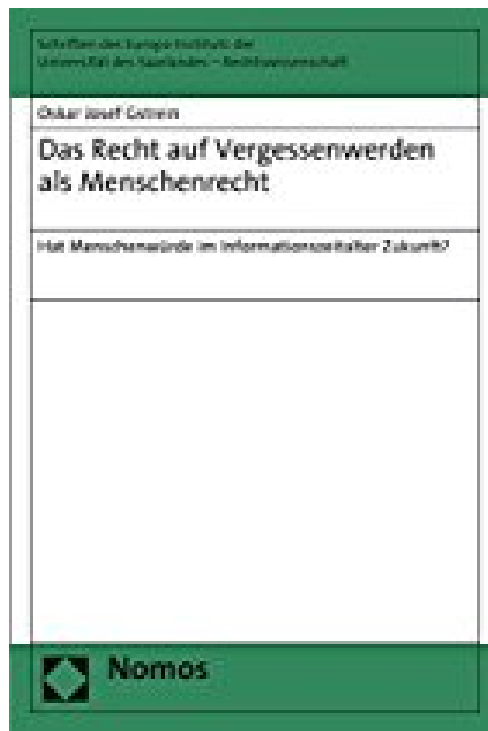 Schriften des Europa-Instituts der
Universität des Saarlandes – Rechtswissenschaft
Oskar Josef Gstrein
Das Recht auf Vergessenwerden
als Menschenrecht
Hat Menschenwürde im Informationszeitalter Zukunft?
Nomos